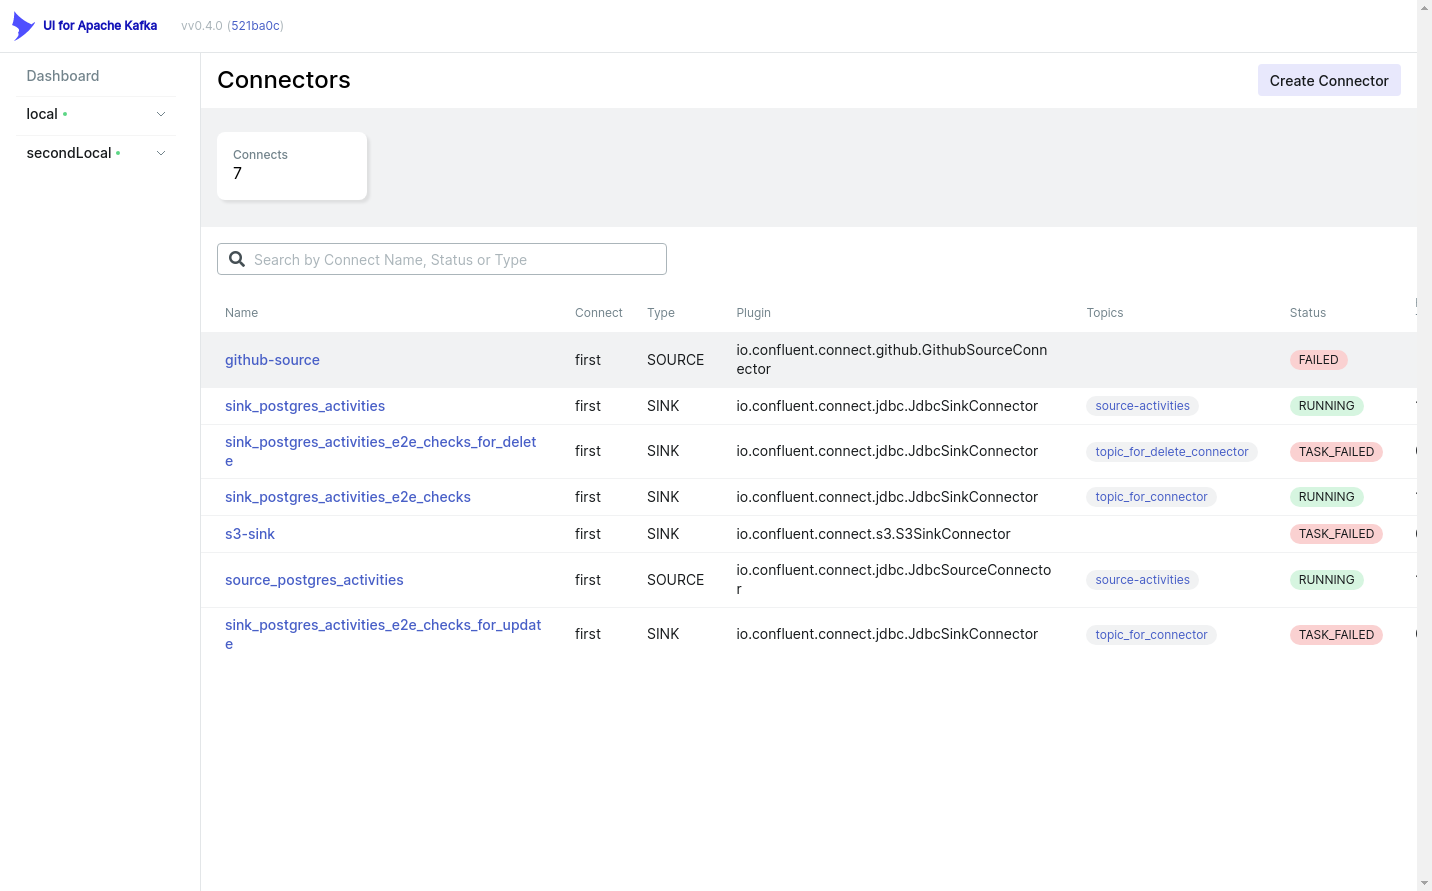 UI for Apache Kafka
vv0.4.0 (521ba0c)
Dashboard
local
secondLocal
Connectors
Create Connector
Connects
7
Search by Connect Name, Status or Type
Name Connect Type Plugin Topics Status
github-source first SOURCE io.confluent.connect.github.GithubSourceConn
ector FAILED
sink_postgres_activities first SINK io.confluent.connect.jdbc.JdbcSinkConnector source-activities RUNNING
sink_postgres_activities_e2e_checks_for_delet
e first SINK io.confluent.connect.jdbc.JdbcSinkConnector topic_for_delete_connector TASK_FAILED
sink_postgres_activities_e2e_checks first SINK io.confluent.connect.jdbc.JdbcSinkConnector topic_for_connector RUNNING
s3-sink first SINK io.confluent.connect.s3.S3SinkConnector TASK_FAILED
source_postgres_activities first SOURCE io.confluent.connect.jdbc.JdbcSourceConnecto
r source-activities RUNNING
sink_postgres_activities_e2e_checks_for_updat
e first SINK io.confluent.connect.jdbc.JdbcSinkConnector topic_for_connector TASK_FAILED